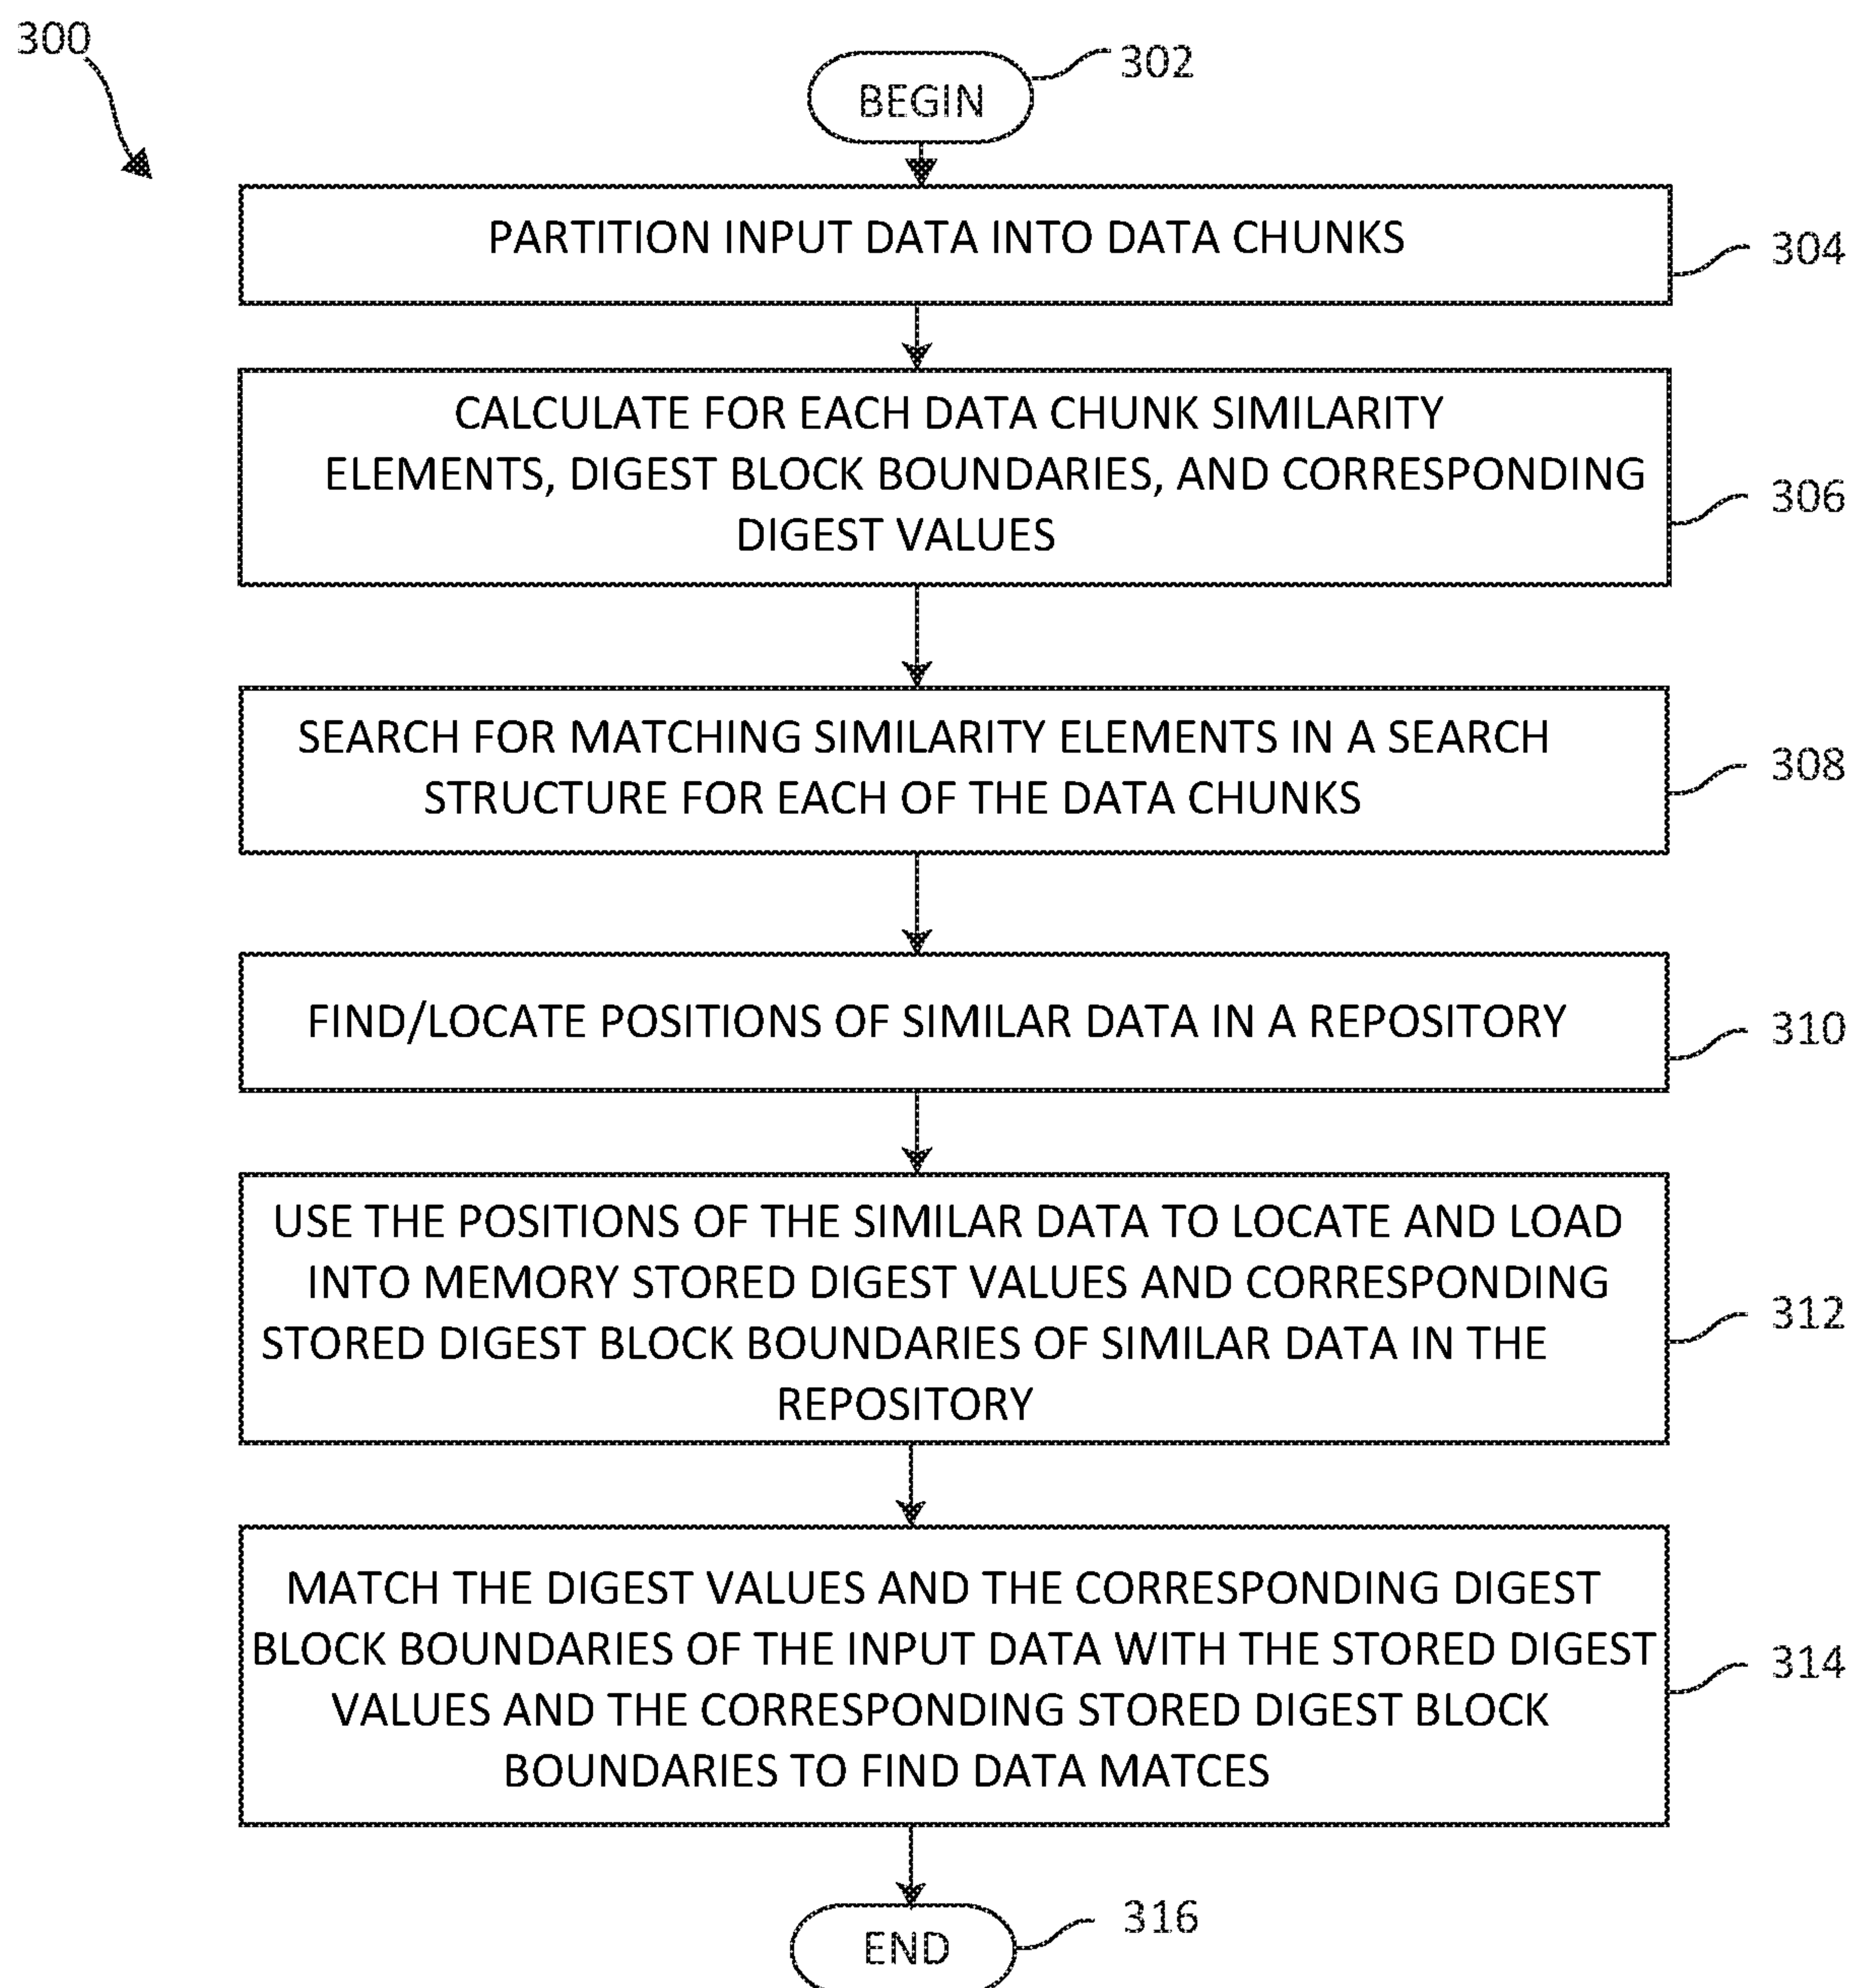 300
302
BEGIN
PARTITION INPUT DATA INTO DATA CHUNKS
304
CALCULATE FOR EACH DATA CHUNK SIMILARITY
ELEMENTS, DIGEST BLOCK BOUNDARIES, AND CORRESPONDING
DIGEST VALUES
306
SEARCH FOR MATCHING SIMILARITY ELEMENTS IN A SEARCH
STRUCTURE FOR EACH OF THE DATA CHUNKS
308
FIND/LOCATE POSITIONS OF SIMILAR DATA IN A REPOSITORY
310
USE THE POSITIONS OF THE SIMILAR DATA TO LOCATE AND LOAD
INTO MEMORY STORED DIGEST VALUES AND CORRESPONDING
STORED DIGEST BLOCK BOUNDARIES OF SIMILAR DATA IN THE
REPOSITORY
312
MATCH THE DIGEST VALUES AND THE CORRESPONDING DIGEST
BLOCK BOUNDARIES OF THE INPUT DATA WITH THE STORED DIGEST
VALUES AND THE CORRESPONDING STORED DIGEST BLOCK
BOUNDARIES TO FIND DATA MATCES
314
316
END